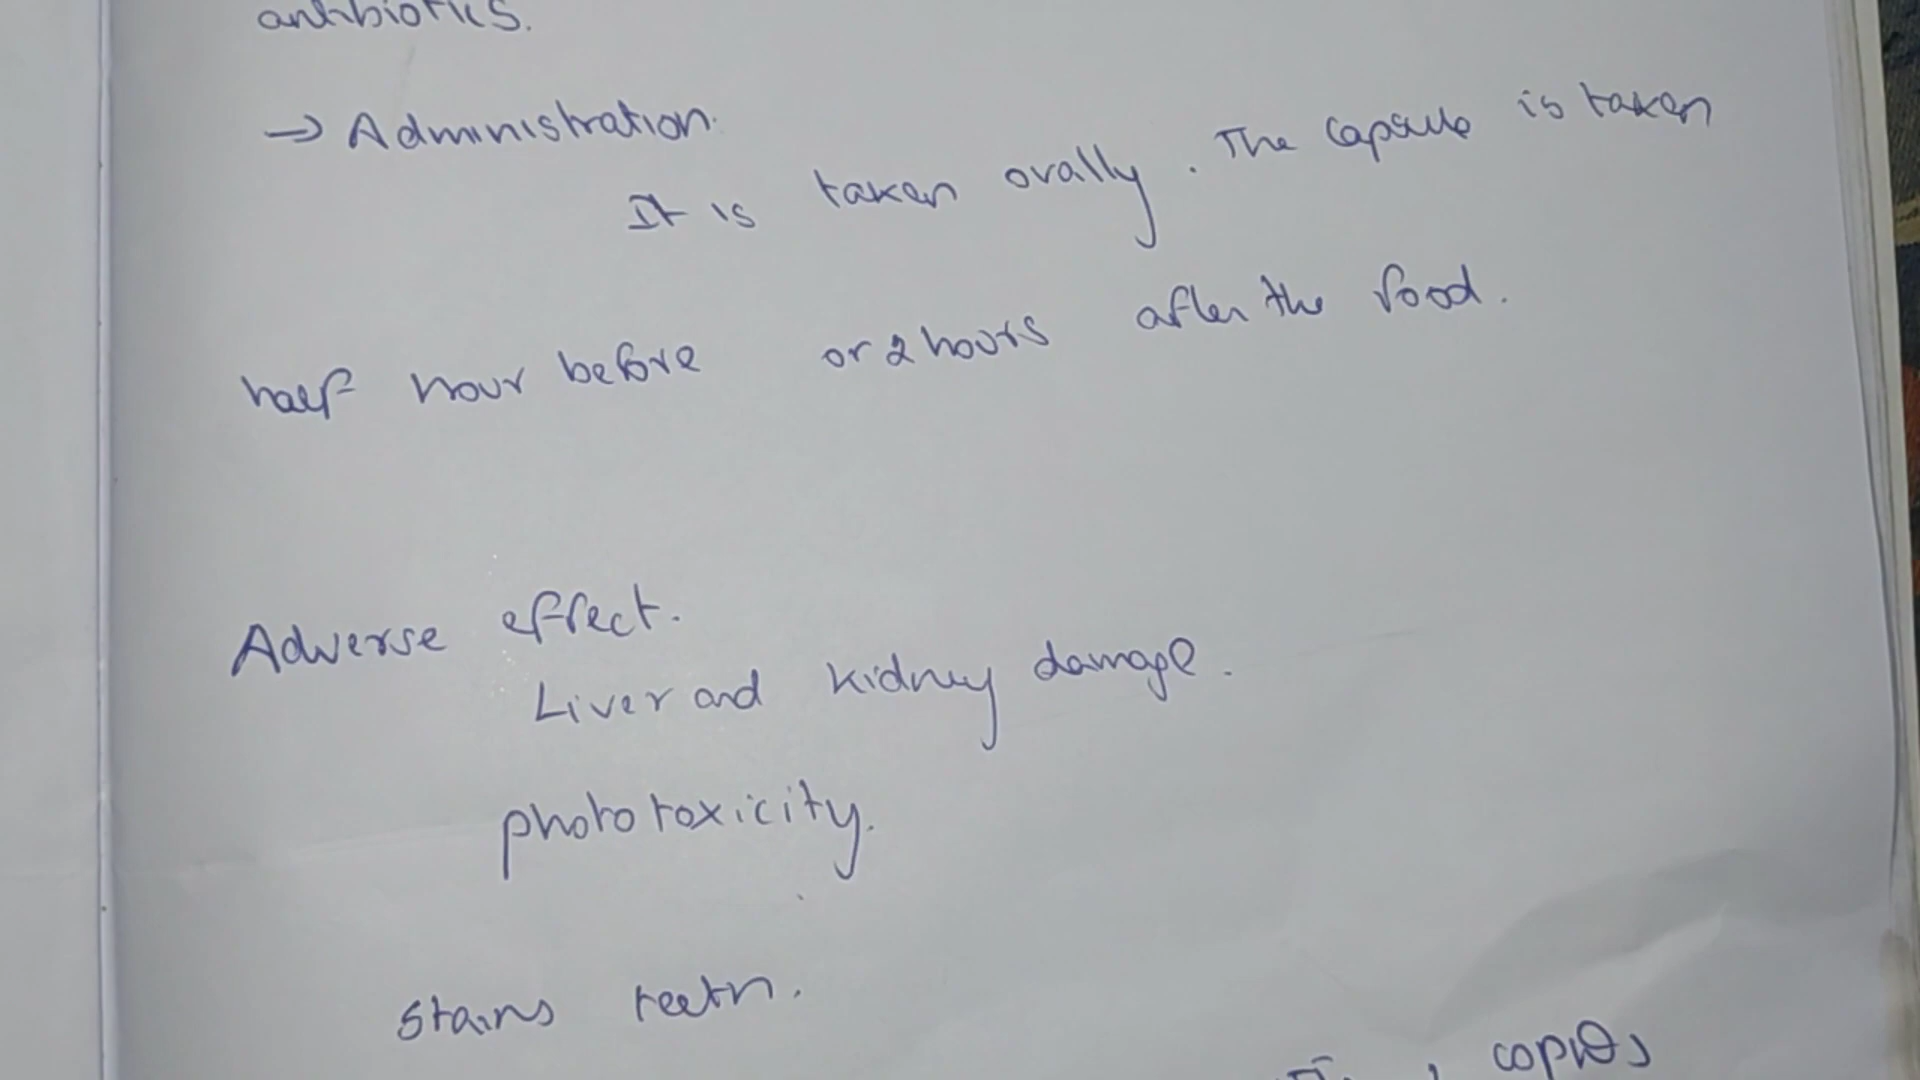 antibiotics.
→ Administration.
It is taken orally. The capsule is taken
half hour before or 2 hours after the food.
Adverse effect.
Liver and kidney damage.
phototoxicity.
Stains teeth.